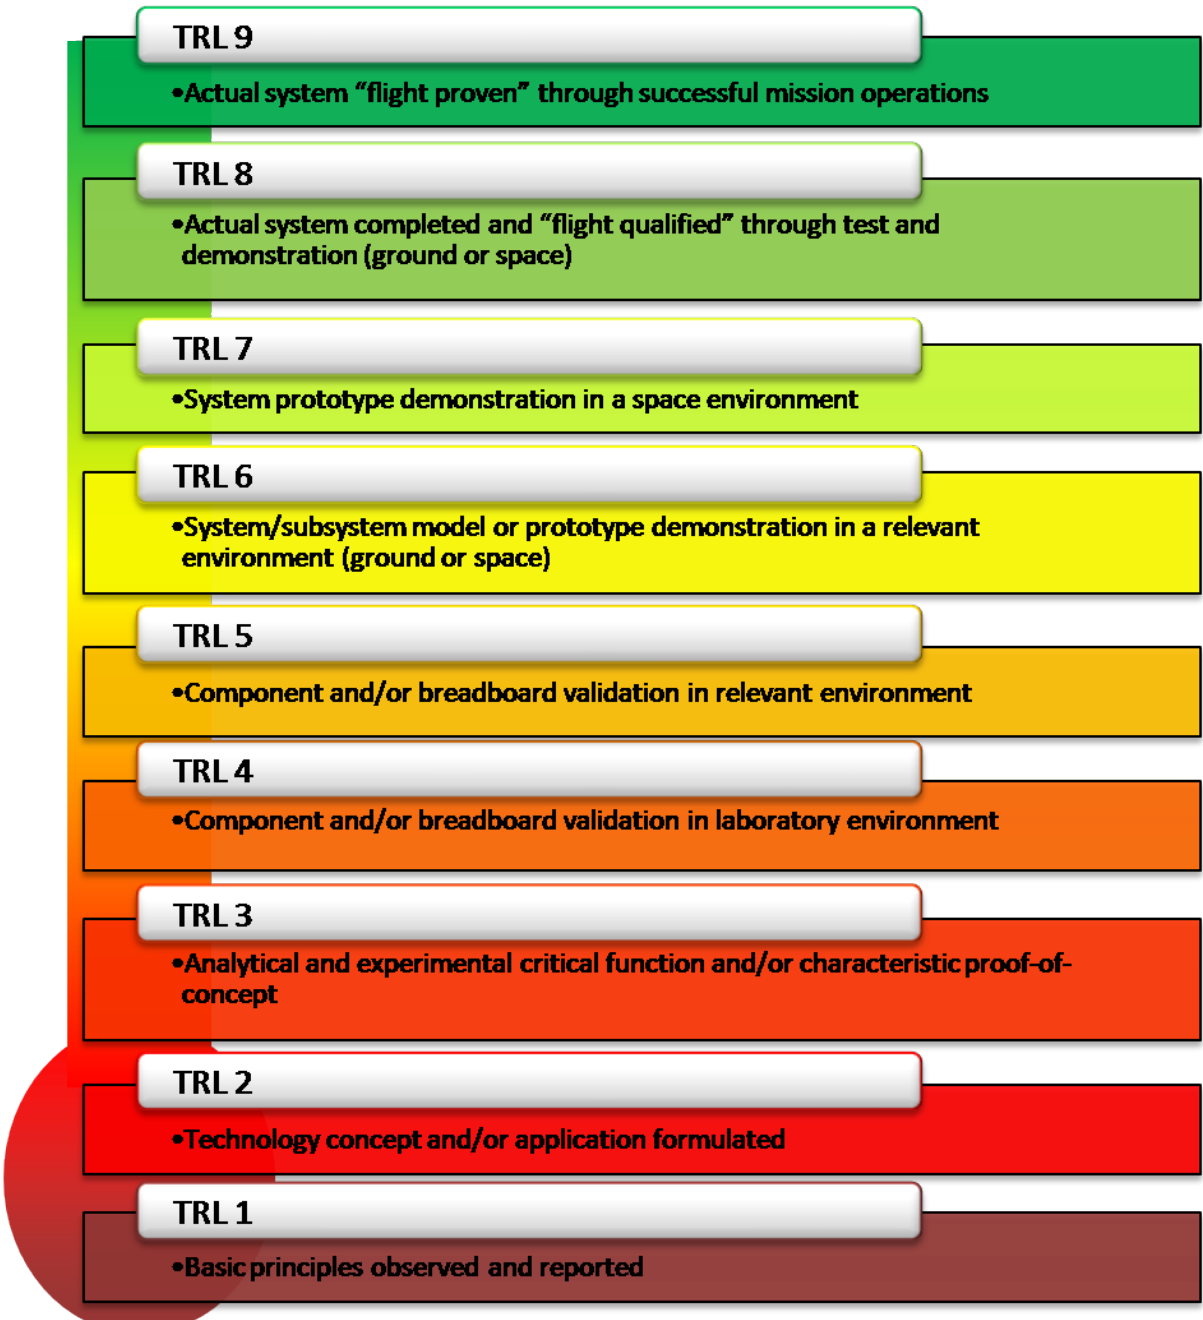 TRL 9
•Actual system “flight proven” through successful mission operations
TRL 8
•Actual system completed and “flight qualified” through test and
demonstration (ground or space)
TRL 7
•System prototype demonstration in a space environment
TRL 6
•System/subsystem model or prototype demonstration in a relevant
environment (ground or space)
TRL 5
•Component and/or breadboard validation in relevant environment
TRL 4
•Component and/or breadboard validation in laboratory environment
TRL 3
•Analytical and experimental critical function and/or characteristic proof-of-
concept
TRL 2
•Technology concept and/or application formulated
TRL 1
•Basic principles observed and reported